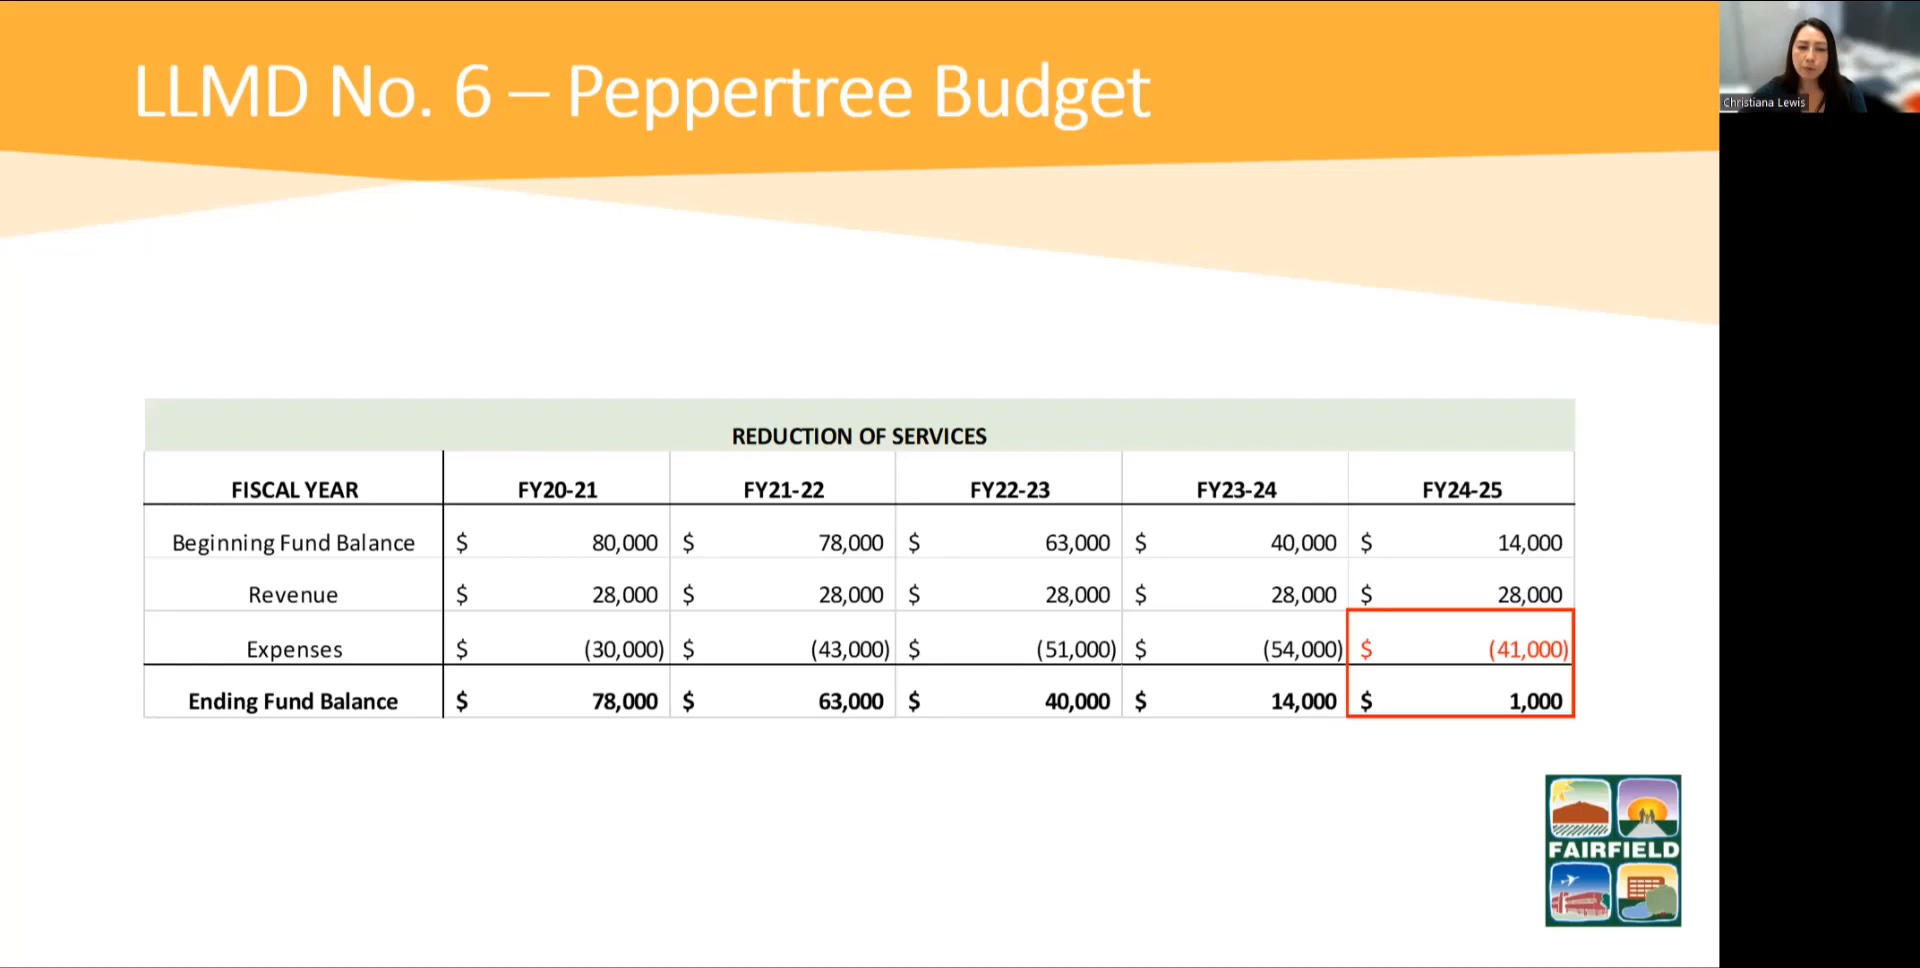 LLMD No. 6 – Peppertree Budget
Christiana Lewis
REDUCTION OF SERVICES
FISCAL YEAR FY20-21 FY21-22 FY22-23 FY23-24 FY24-25
Beginning Fund Balance $ 80,000 $ 78,000 $ 63,000 $ 40,000 $ 14,000
Revenue $ 28,000 $ 28,000 $ 28,000 $ 28,000 $ 28,000
Expenses $ (30,000) $ (43,000) $ (51,000) $ (54,000) $ (41,000)
Ending Fund Balance $ 78,000 $ 63,000 $ 40,000 $ 14,000 $ 1,000
FAIRFIELD